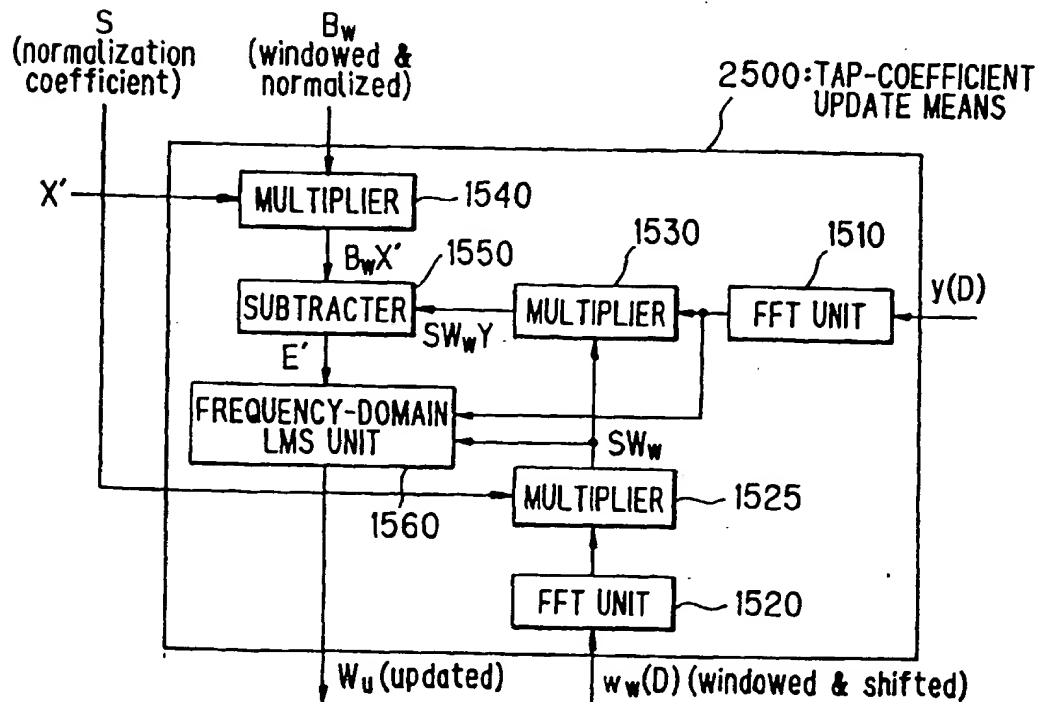 S
(normalization
coefficient)
Bw
(windowed &
normalized)
2500:TAP-COEFFICIENT
UPDATE MEANS
X'
MULTIPLIER
1540
BwX'
1550
1530
1510
SUBTRACTER
MULTIPLIER
FFT UNIT
y(D)
SWwY
E'
FREQUENCY-DOMAIN
LMS UNIT
SWw
1560
MULTIPLIER
1525
FFT UNIT
1520
Wu(updated)
ww(D)(windowed & shifted)